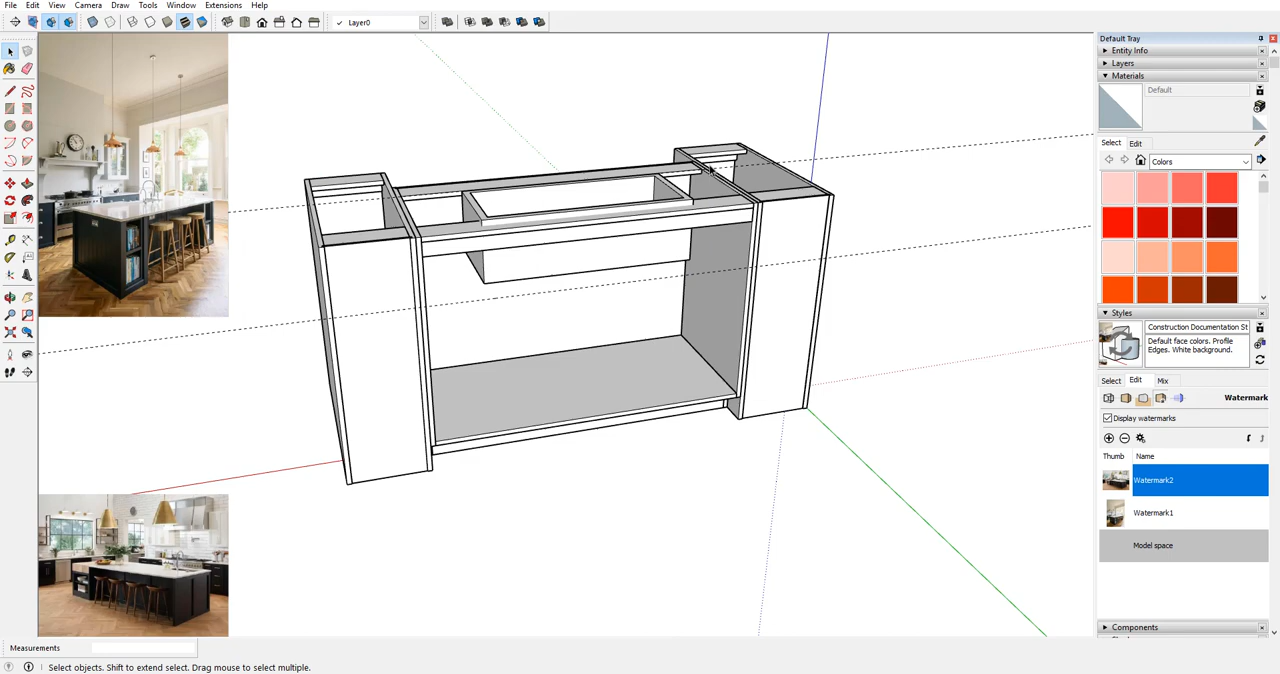 File Edit View Camera Draw Tools Window Extensions Help
Layer0
Default Tray
Entity Info
Layers
Materials
Default
Select Edit
Colors
Styles
Construction Documentation St
Default face colors. Profile
Edges. White background.
Select Edit Mix
Watermark
Display watermarks
Thumb Name
Watermark2
Watermark1
Model space
Components
Measurements
Select objects. Shift to extend select. Drag mouse to select multiple.